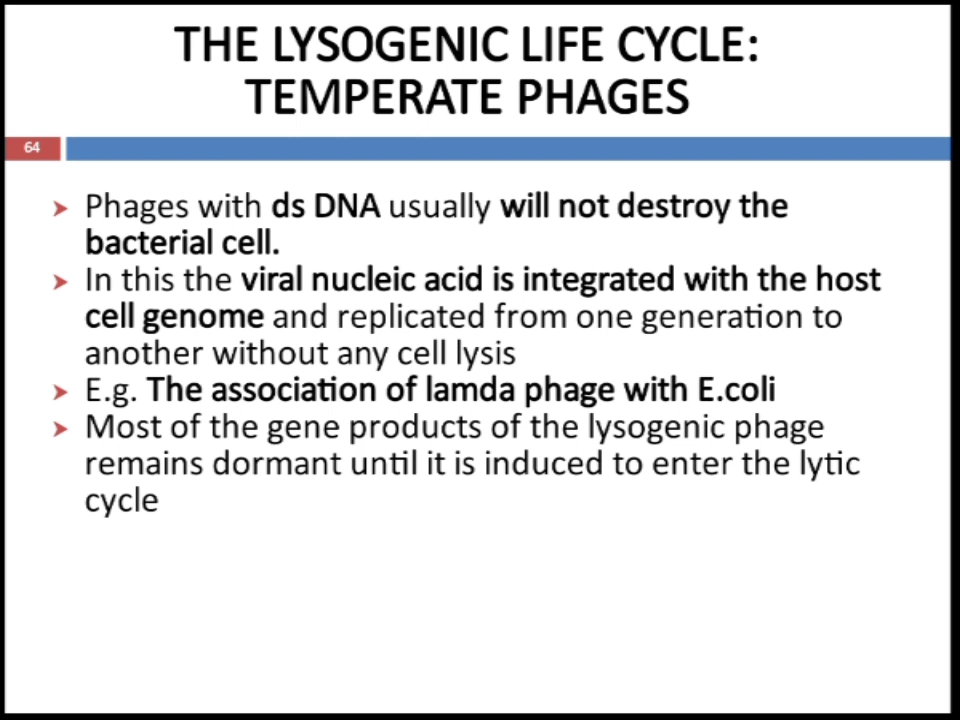 THE LYSOGENIC LIFE CYCLE:
TEMPERATE PHAGES
64
Phages with ds DNA usually will not destroy the
bacterial cell.
In this the viral nucleic acid is integrated with the host
cell genome and replicated from one generation to
another without any cell lysis
E.g. The association of lamda phage with E.coli
Most of the gene products of the lysogenic phage
remains dormant until it is induced to enter the lytic
cycle